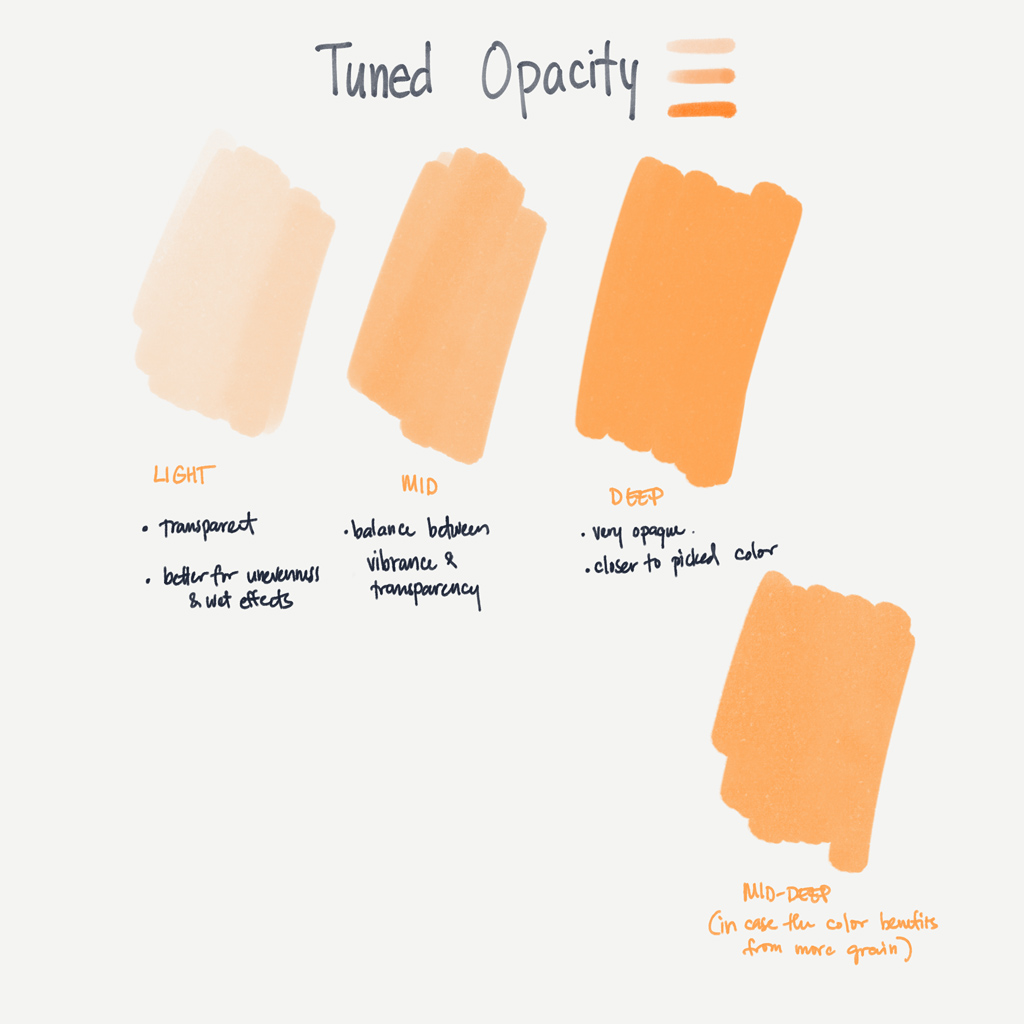 Tuned Opacity
LIGHT
• transparent
• better for unevenness
& wet effects
MID
• balance between
vibrance &
transparency
DEEP
• very opaque.
• closer to picked color
MID-DEEP
(in case the color benefits
from more grain)